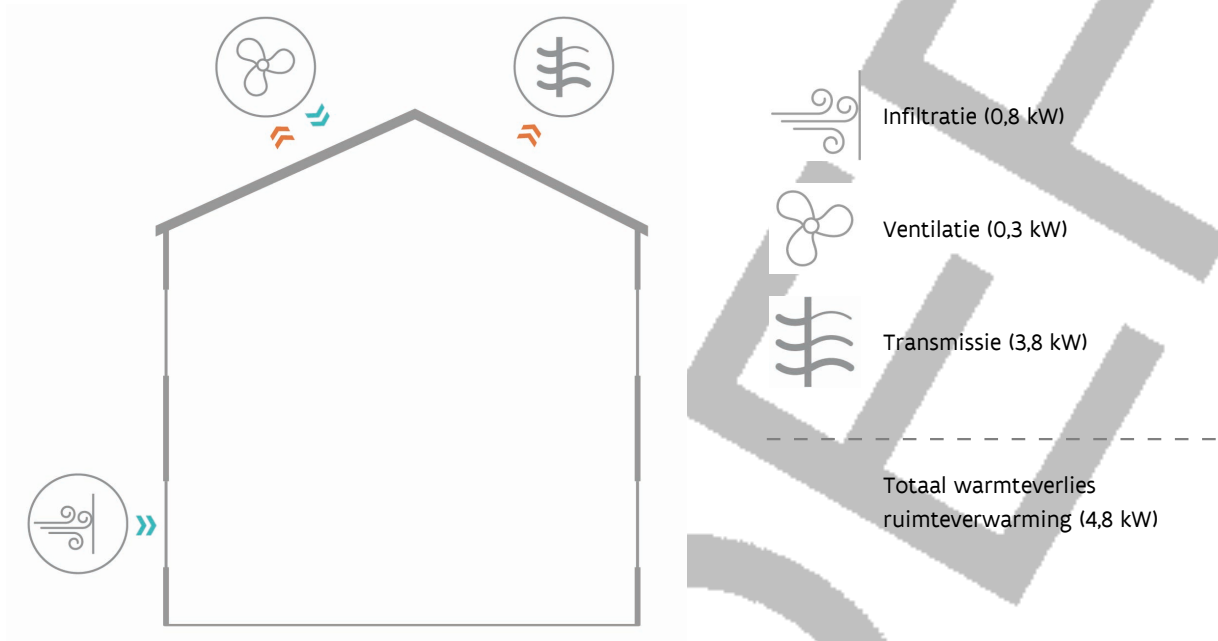 Infiltratie (0,8 kW)
Ventilatie (0,3 kW)
Transmissie (3,8 kW)
Totaal warmteverlies
ruimteverwarming (4,8 kW)